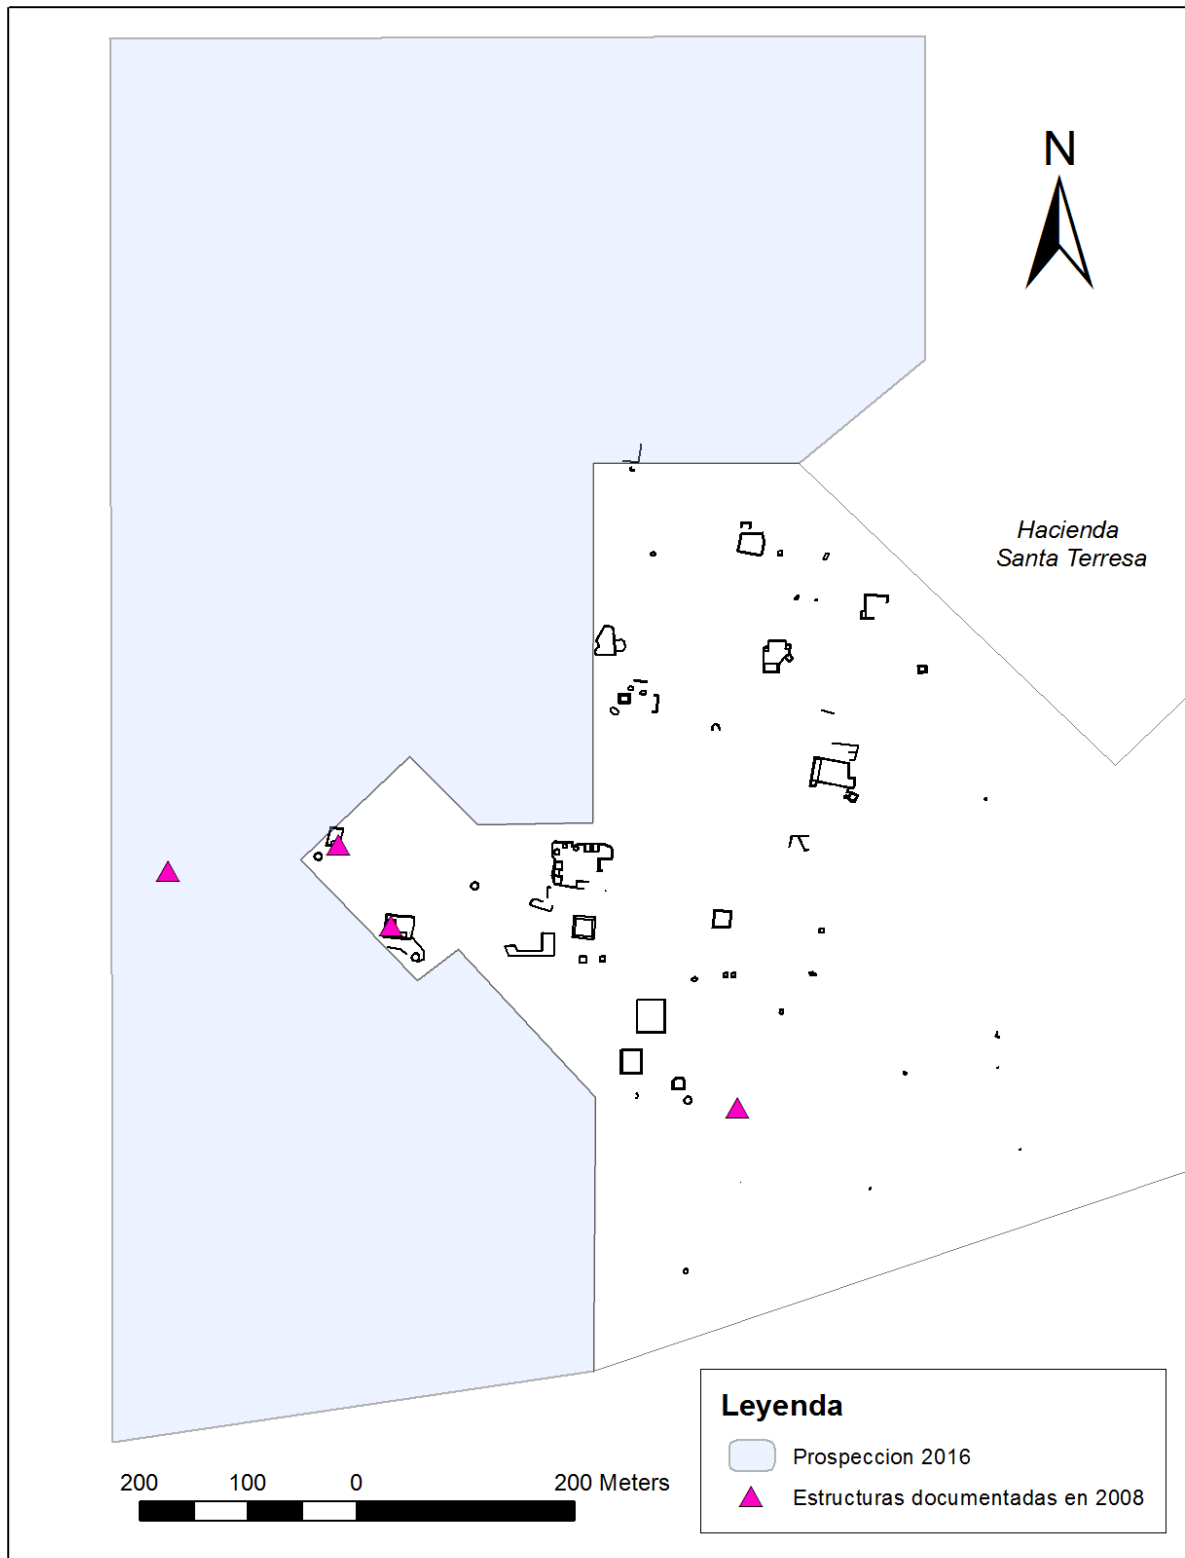 N
Hacienda
Santa Terresa
Leyenda
Prospeccion 2016
Estructuras documentadas en 2008
200 100 0 200 Meters